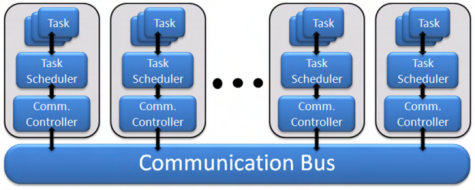 Task
Task
Scheduler
Comm.
Controller
Task
Task
Scheduler
Comm.
Controller
Task
Task
Scheduler
Comm.
Controller
Task
Task
Scheduler
Comm.
Controller
Communication Bus